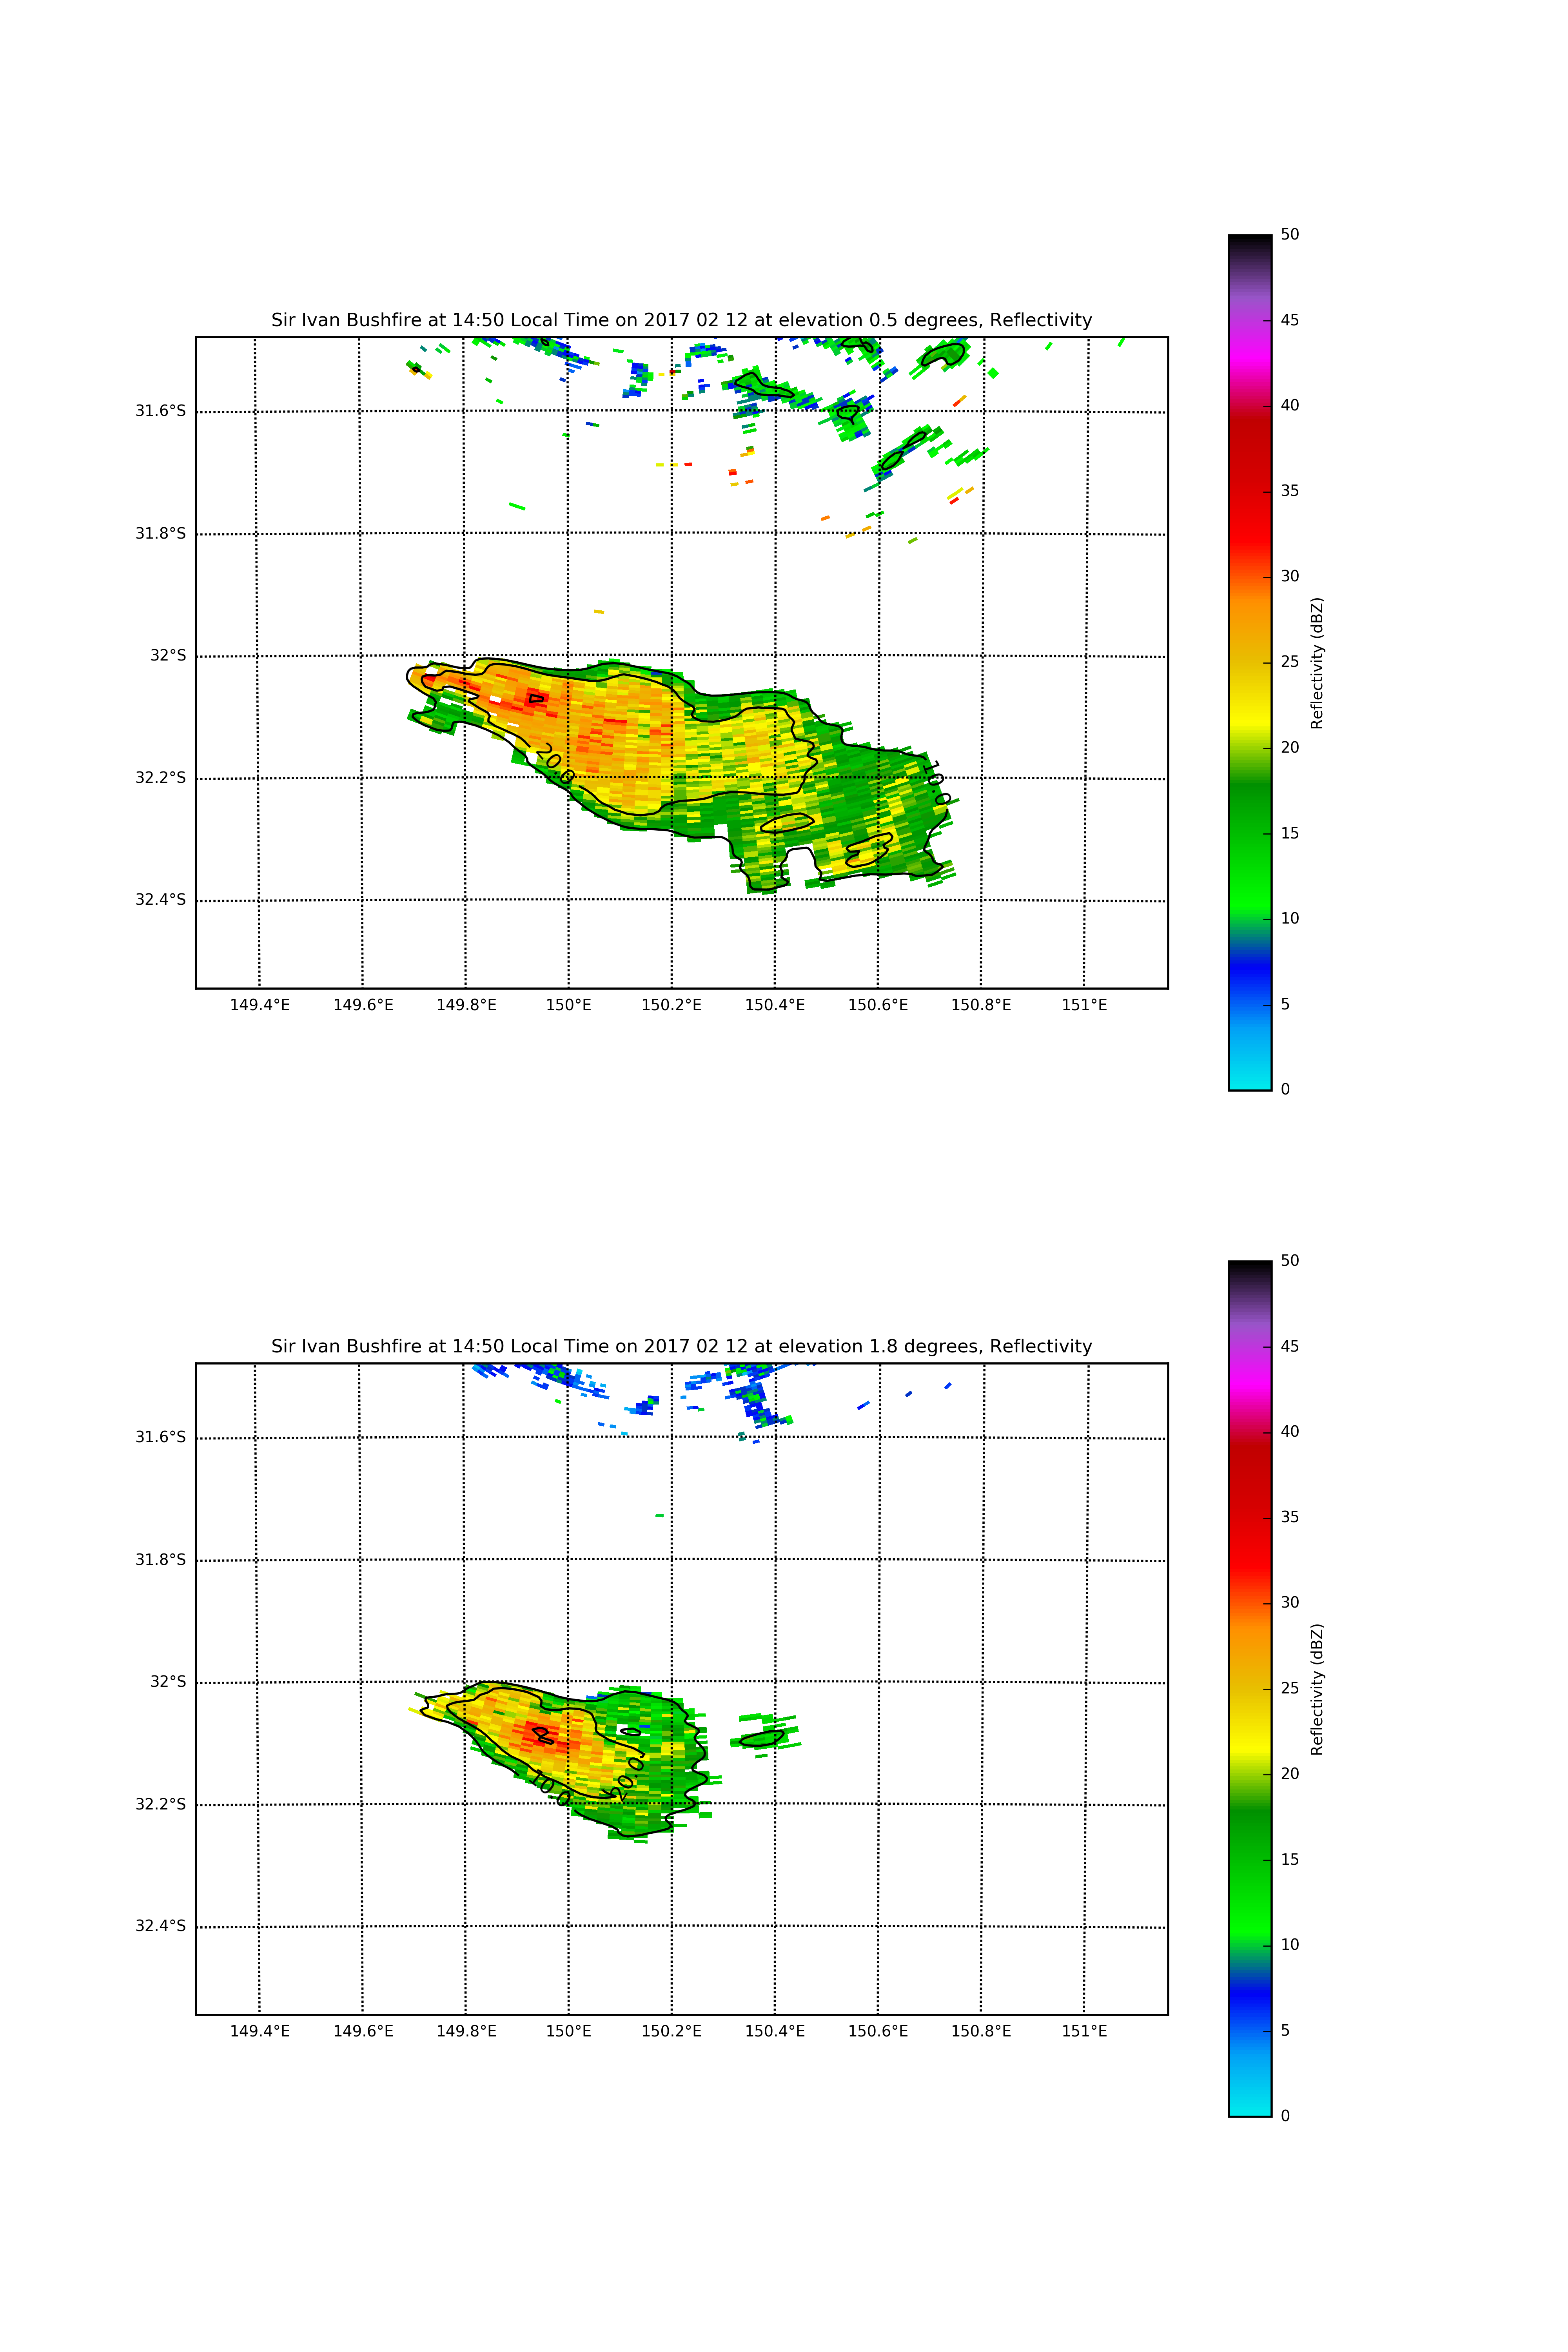 Sir Ivan Bushfire at 14:50 Local Time on 2017 02 12 at elevation 0.5 degrees, Reflectivity
31.6°S
31.8°S
32°S
32.2°S
32.4°S
20.0
10.0
149.4°E 149.6°E 149.8°E 150°E 150.2°E 150.4°E 150.6°E 150.8°E 151°E
50
45
40
35
30
25
20
15
10
5
0
Reflectivity (dBZ)
Sir Ivan Bushfire at 14:50 Local Time on 2017 02 12 at elevation 1.8 degrees, Reflectivity
31.6°S
31.8°S
32°S
32.2°S
32.4°S
10.0
20.0
149.4°E 149.6°E 149.8°E 150°E 150.2°E 150.4°E 150.6°E 150.8°E 151°E
50
45
40
35
30
25
20
15
10
5
0
Reflectivity (dBZ)